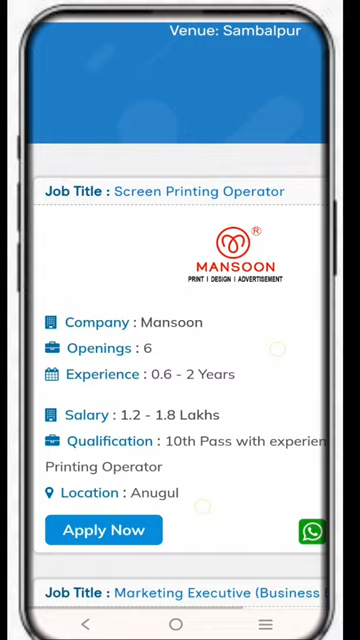 Venue: Sambalpur
Job Title : Screen Printing Operator
R
MANSOON
PRINT | DESIGN | ADVERTISEMENT
Company : Mansoon
Openings : 6
Experience : 0.6 - 2 Years
Salary : 1.2 - 1.8 Lakhs
Qualification : 10th Pass with experien
Printing Operator
Location : Anugul
Apply Now
Job Title : Marketing Executive (Business